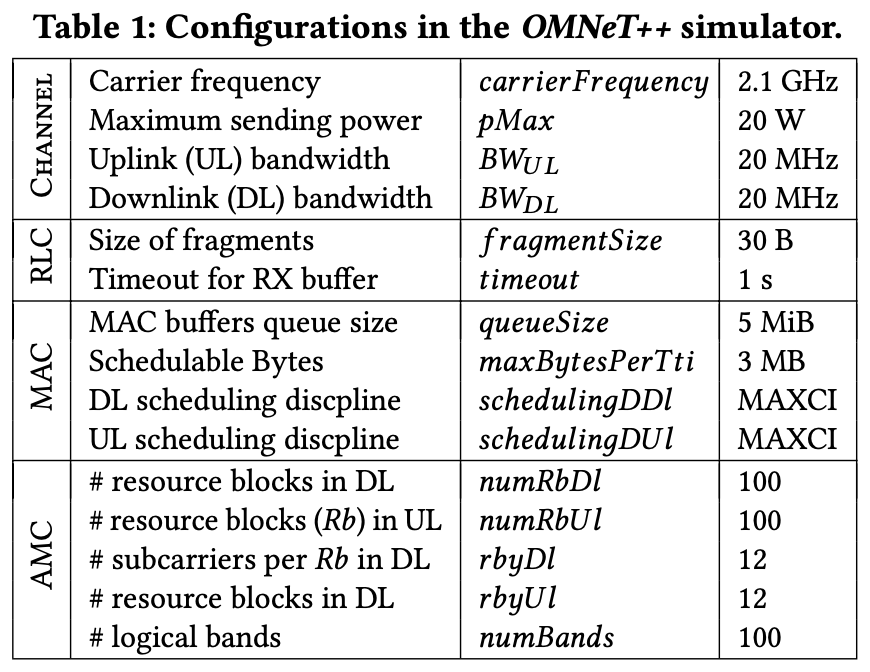 Table 1: Configurations in the OMNeT++ simulator.
CHANNEL
Carrier frequency carrierFrequency 2.1 GHz
Maximum sending power pMax 20 W
Uplink (UL) bandwidth BWUL 20 MHz
Downlink (DL) bandwidth BWDL 20 MHz
RLC
Size of fragments fragmentSize 30 B
Timeout for RX buffer timeout 1 s
MAC
MAC buffers queue size queueSize 5 MiB
Schedulable Bytes maxBytesPerTti 3 MB
DL scheduling discpline schedulingDDl MAXCI
UL scheduling discpline schedulingDUl MAXCI
AMC
# resource blocks in DL numRbDl 100
# resource blocks (Rb) in UL numRbUl 100
# subcarriers per Rb in DL rbyDl 12
# resource blocks in DL rbyUl 12
# logical bands numBands 100